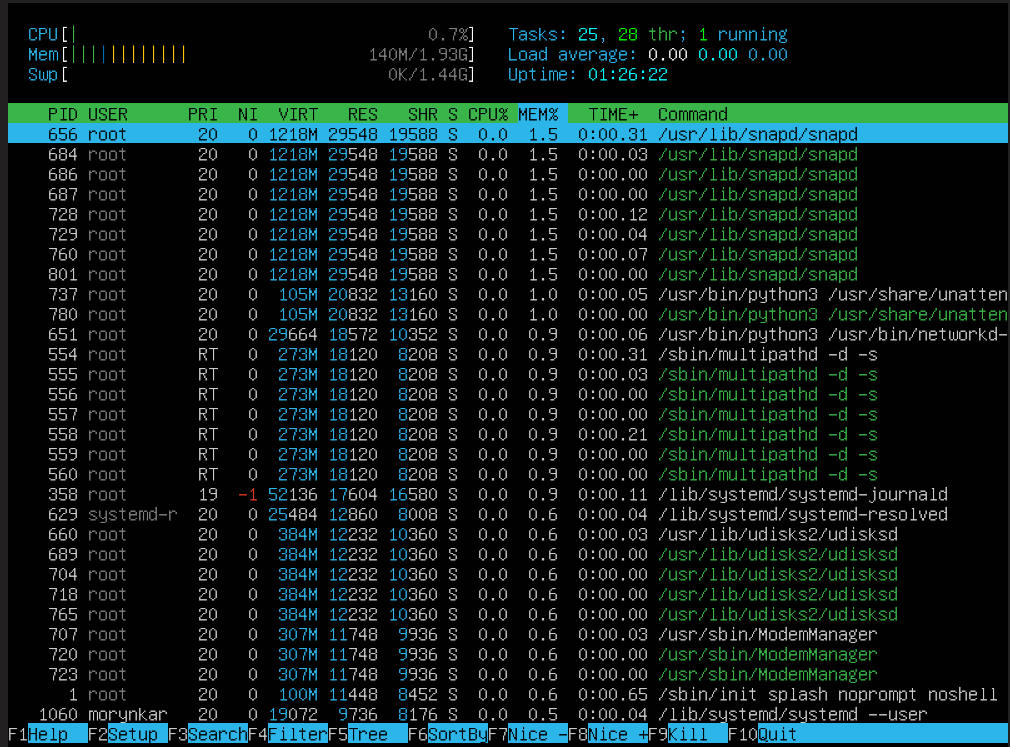 CPU[| 0.7%] Tasks: 25, 28 thr; 1 running
Mem[|||||||||||| 140M/1.93G] Load average: 0.00 0.00 0.00
Swp[ 0K/1.44G] Uptime: 01:26:22
PID USER PRI NI VIRT RES SHR S CPU% MEM% TIME+ Command
656 root 20 0 1218M 29548 19588 S 0.0 1.5 0:00.31 /usr/lib/snapd/snapd
684 root 20 0 1218M 29548 19588 S 0.0 1.5 0:00.03 /usr/lib/snapd/snapd
686 root 20 0 1218M 29548 19588 S 0.0 1.5 0:00.00 /usr/lib/snapd/snapd
687 root 20 0 1218M 29548 19588 S 0.0 1.5 0:00.00 /usr/lib/snapd/snapd
728 root 20 0 1218M 29548 19588 S 0.0 1.5 0:00.12 /usr/lib/snapd/snapd
729 root 20 0 1218M 29548 19588 S 0.0 1.5 0:00.04 /usr/lib/snapd/snapd
760 root 20 0 1218M 29548 19588 S 0.0 1.5 0:00.07 /usr/lib/snapd/snapd
801 root 20 0 1218M 29548 19588 S 0.0 1.5 0:00.00 /usr/lib/snapd/snapd
737 root 20 0 105M 20832 13160 S 0.0 1.0 0:00.05 /usr/bin/python3 /usr/share/unatten
780 root 20 0 105M 20832 13160 S 0.0 1.0 0:00.00 /usr/bin/python3 /usr/share/unatten
651 root 20 0 29664 18572 10352 S 0.0 0.9 0:00.06 /usr/bin/python3 /usr/bin/networkd-
554 root RT 0 273M 18120 8208 S 0.0 0.9 0:00.31 /sbin/multipathd -d -s
555 root RT 0 273M 18120 8208 S 0.0 0.9 0:00.03 /sbin/multipathd -d -s
556 root RT 0 273M 18120 8208 S 0.0 0.9 0:00.00 /sbin/multipathd -d -s
557 root RT 0 273M 18120 8208 S 0.0 0.9 0:00.00 /sbin/multipathd -d -s
558 root RT 0 273M 18120 8208 S 0.0 0.9 0:00.21 /sbin/multipathd -d -s
559 root RT 0 273M 18120 8208 S 0.0 0.9 0:00.00 /sbin/multipathd -d -s
560 root RT 0 273M 18120 8208 S 0.0 0.9 0:00.00 /sbin/multipathd -d -s
358 root 19 -1 52136 17604 16580 S 0.0 0.9 0:00.11 /lib/systemd/systemd-journald
629 systemd-r 20 0 25484 12860 8008 S 0.0 0.6 0:00.04 /lib/systemd/systemd-resolved
660 root 20 0 384M 12232 10360 S 0.0 0.6 0:00.03 /usr/lib/udisks2/udisksd
689 root 20 0 384M 12232 10360 S 0.0 0.6 0:00.00 /usr/lib/udisks2/udisksd
704 root 20 0 384M 12232 10360 S 0.0 0.6 0:00.00 /usr/lib/udisks2/udisksd
718 root 20 0 384M 12232 10360 S 0.0 0.6 0:00.00 /usr/lib/udisks2/udisksd
765 root 20 0 384M 12232 10360 S 0.0 0.6 0:00.00 /usr/lib/udisks2/udisksd
707 root 20 0 307M 11748 9936 S 0.0 0.6 0:00.03 /usr/sbin/ModemManager
720 root 20 0 307M 11748 9936 S 0.0 0.6 0:00.00 /usr/sbin/ModemManager
723 root 20 0 307M 11748 9936 S 0.0 0.6 0:00.00 /usr/sbin/ModemManager
1 root 20 0 100M 11448 8452 S 0.0 0.6 0:00.65 /sbin/init splash noprompt noshell
1060 morynkar 20 0 19072 9736 8176 S 0.0 0.5 0:00.04 /lib/systemd/systemd --user
F1Help F2Setup F3SearchF4FilterF5Tree F6SortByF7Nice -F8Nice +F9Kill F10Quit